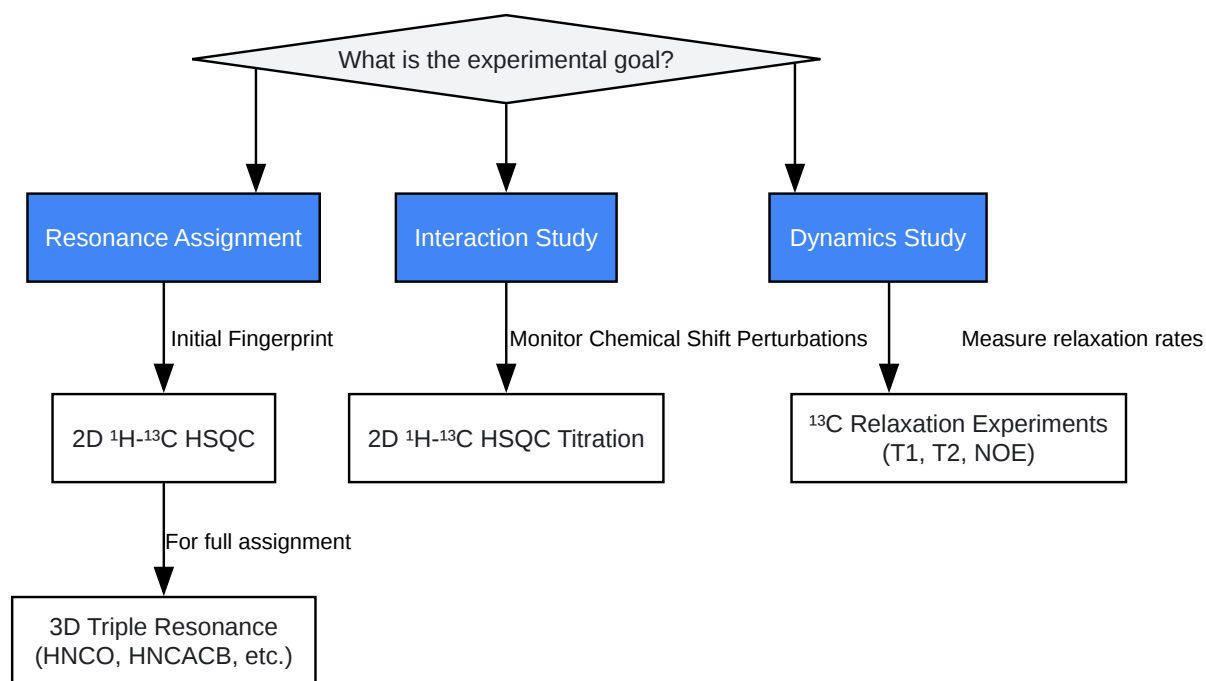 What is the experimental goal?
Resonance Assignment
Interaction Study
Dynamics Study
Initial Fingerprint
Monitor Chemical Shift Perturbations
Measure relaxation rates
2D ¹H-¹³C HSQC
2D ¹H-¹³C HSQC Titration
¹³C Relaxation Experiments
(T1, T2, NOE)
For full assignment
3D Triple Resonance
(HNCO, HNCACB, etc.)